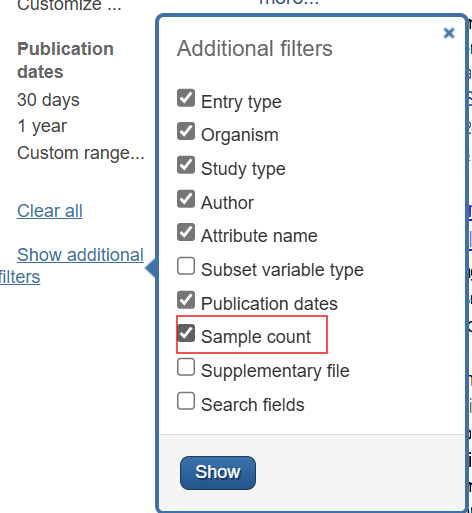 Customize ...
more...
Publication
dates
30 days
1 year
Custom range...
Clear all
Show additional
filters
Additional filters
Entry type
Organism
Study type
Author
Attribute name
Subset variable type
Publication dates
Sample count
Supplementary file
Search fields
Show